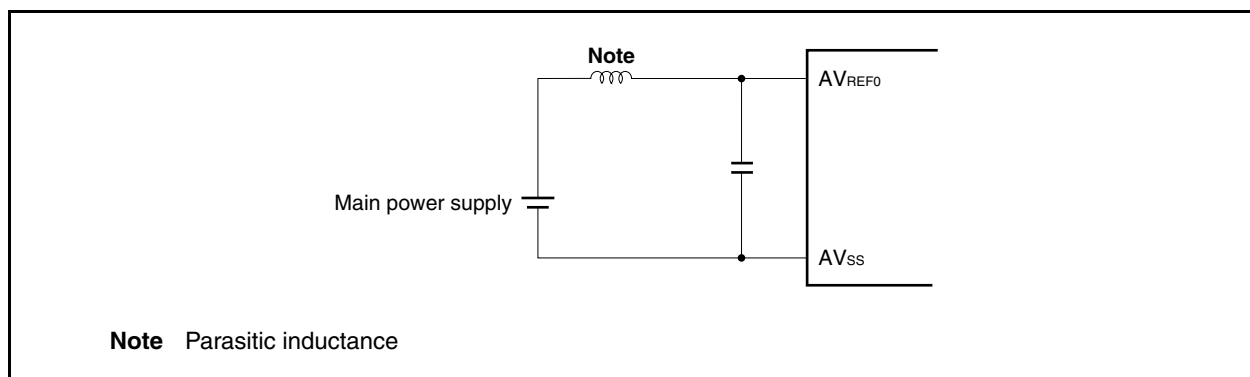 Note
AVREF0
Main power supply
AVSS
Note Parasitic inductance